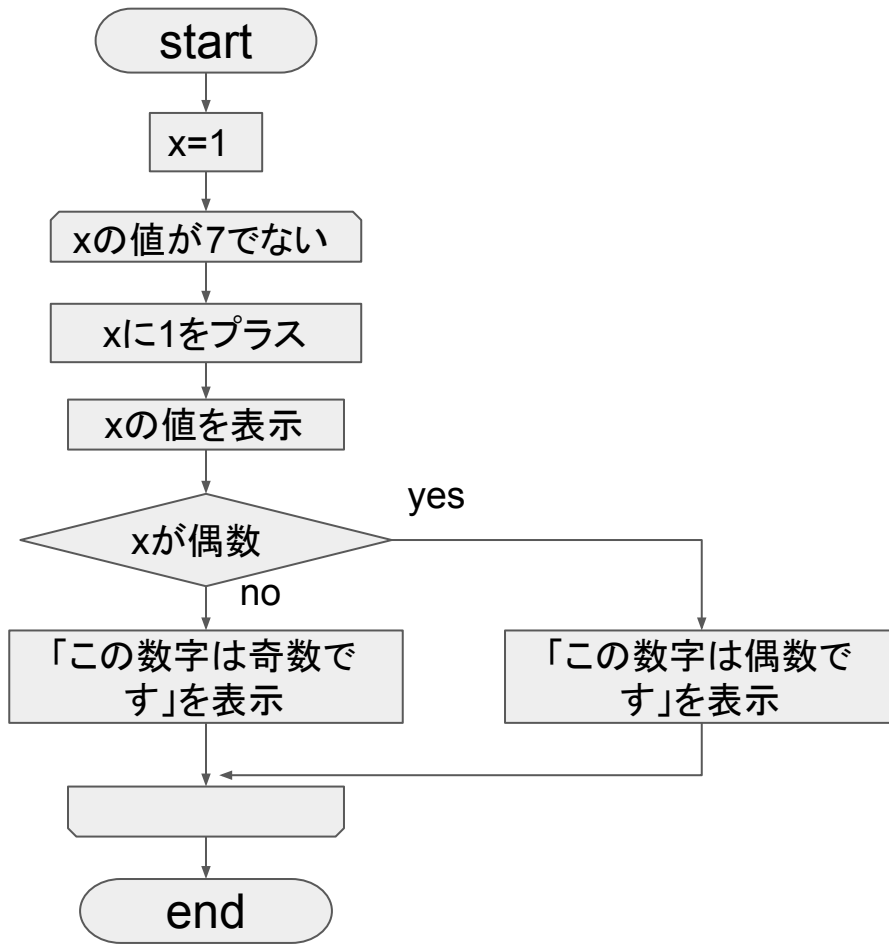 start
x=1
xの値が7でない
xに1をプラス
xの値を表示
yes
xが偶数
no
「この数字は奇数で
す」を表示
「この数字は偶数で
す」を表示
end